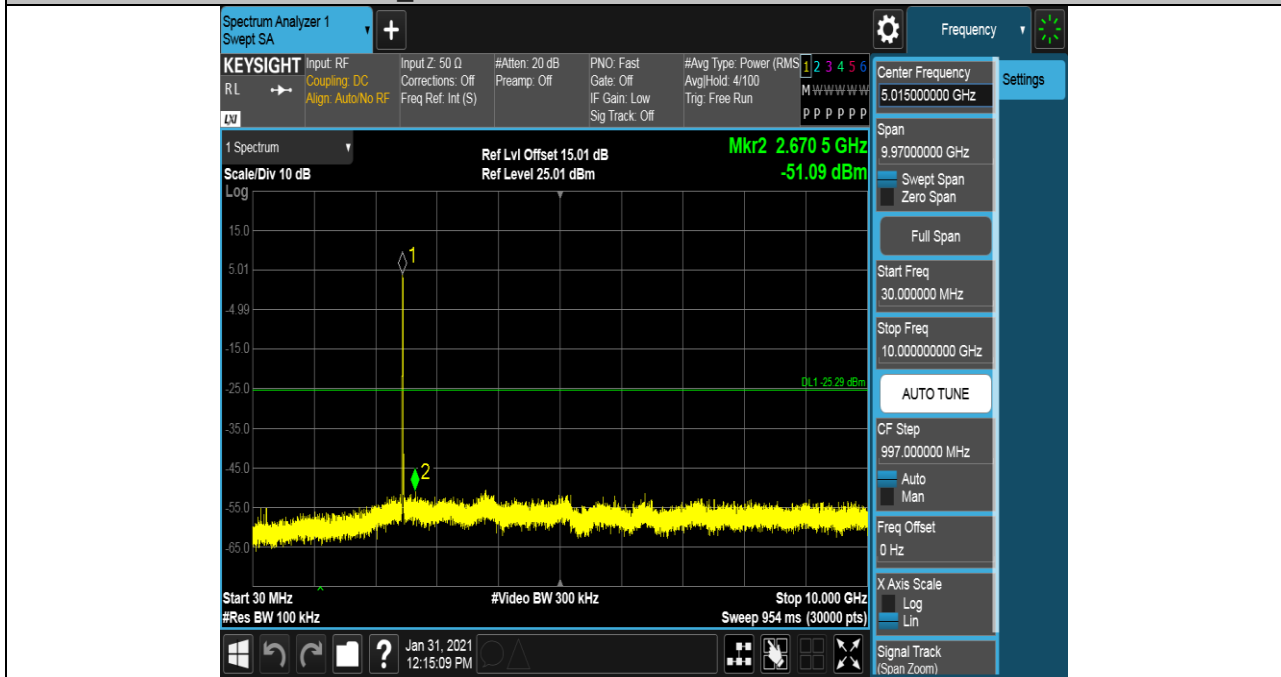 Spectrum Analyzer 1
Swept SA
+
Frequency
KEYSIGHT
RL
LXI
Input: RF
Coupling: DC
Align: Auto/No RF
Input Z: 50 Ω
Corrections: Off
Freq Ref: Int (S)
#Atten: 20 dB
Preamp: Off
PNO: Fast
Gate: Off
IF Gain: Low
Sig Track: Off
#Avg Type: Power (RMS
Avg|Hold: 4/100
Trig: Free Run
1 2 3 4 5 6
M W W W W W
P P P P P P
1 Spectrum
Scale/Div 10 dB
Ref Lvl Offset 15.01 dB
Ref Level 25.01 dBm
Mkr2 2.670 5 GHz
-51.09 dBm
Log
15.0
5.01
-4.99
-15.0
-25.0
-35.0
-45.0
-55.0
-65.0
1
2
DL1 -25.29 dBm
Start 30 MHz
#Res BW 100 kHz
#Video BW 300 kHz
Stop 10.000 GHz
Sweep 954 ms (30000 pts)
Center Frequency
5.015000000 GHz
Span
9.97000000 GHz
Swept Span
Zero Span
Full Span
Start Freq
30.000000 MHz
Stop Freq
10.000000000 GHz
AUTO TUNE
CF Step
997.000000 MHz
Auto
Man
Freq Offset
0 Hz
X Axis Scale
Log
Lin
Signal Track
(Span Zoom)
Settings
?
Jan 31, 2021
12:15:09 PM